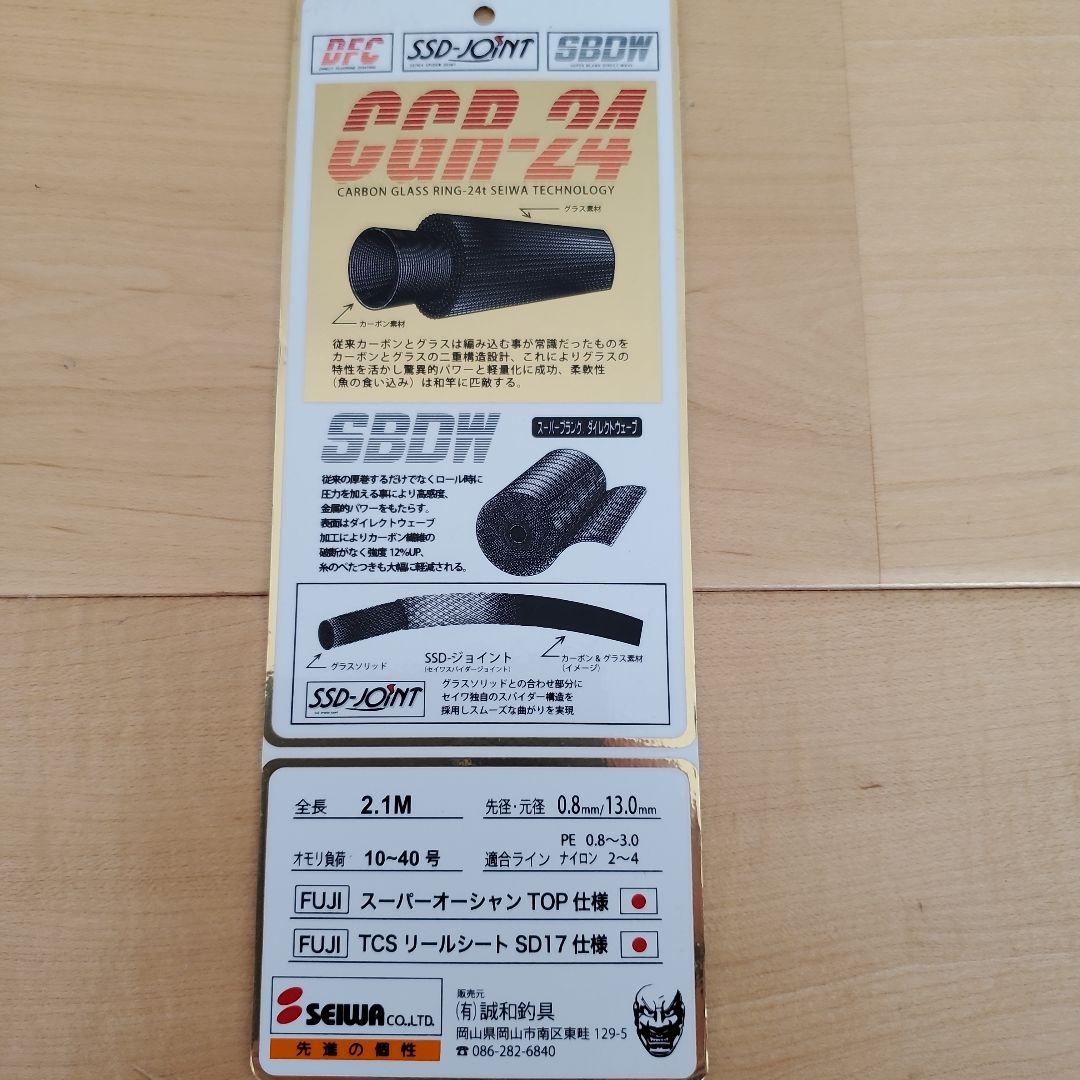 DFC
SSD-JOINT
SBDW
CGR-24
CARBON GLASS RING-24t SEIWA TECHNOLOGY
グラス素材
カーボン素材
従来カーボンとグラスは編み込む事が常識だったものを
カーボンとグラスの二重構造設計、これによりグラスの
特性を活かし驚異的パワーと軽量化に成功、柔軟性
(魚の食い込み)は和竿に匹敵する。
SBDW
スーパーブランク ダイレクトウェーブ
従来の厚巻するだけでなくロール時に
圧力を加える事により高感度、
金属的パワーをもたらす。
表面はダイレクトウェーブ
加工によりカーボン繊維の
破断がなく強度12%UP、
糸のべたつきも大幅に軽減される。
グラスソリッド
SSD-ジョイント
(セイワスパイダージョイント)
カーボン&グラス素材
(イメージ)
SSD-JOINT
グラスソリッドとの合わせ部分に
セイワ独自のスパイダー構造を
採用しスムーズな曲がりを実現
全長 2.1M
先径・元径 0.8mm/13.0mm
オモリ負荷 10~40号
適合ライン PE 0.8~3.0
ナイロン 2~4
FUJI スーパーオーシャンTOP仕様
FUJI TCSリールシートSD17仕様
SEIWA CO.,LTD.
先進の個性
販売元
(有)誠和釣具
岡山県岡山市南区東畦 129-5
☎086-282-6840